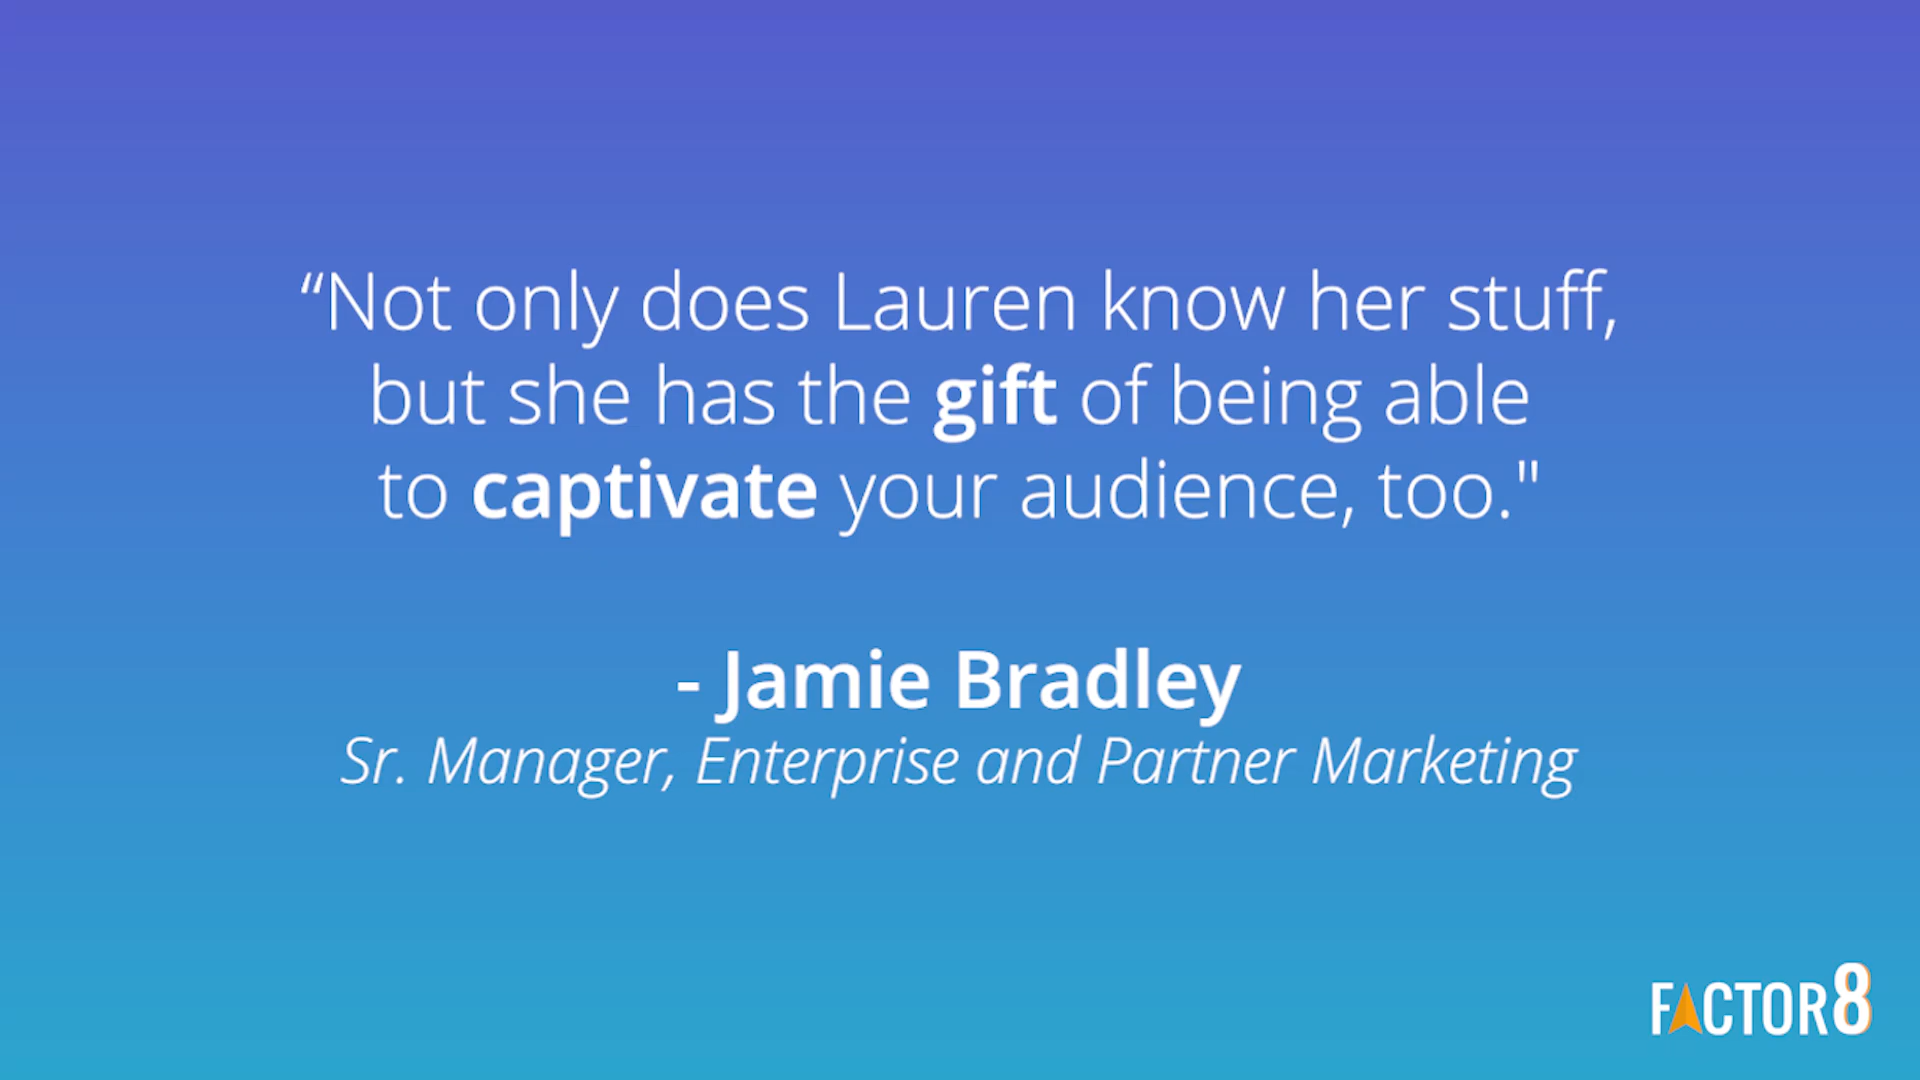 “Not only does Lauren know her stuff,
but she has the gift of being able
to captivate your audience, too."
- Jamie Bradley
Sr. Manager, Enterprise and Partner Marketing
FACTOR8